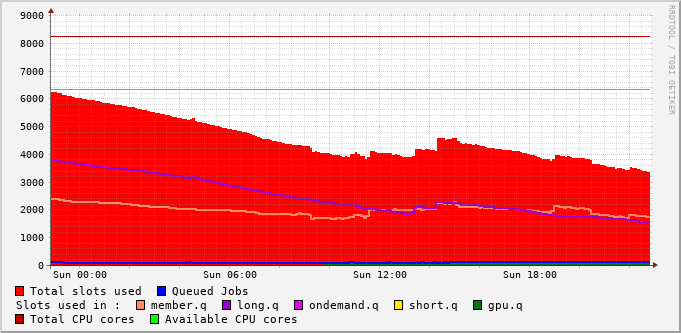 9000
8000
7000
6000
5000
4000
3000
2000
1000
0
Sun 00:00 Sun 06:00 Sun 12:00 Sun 18:00
RRDTOOL / TOBI OETIKER
Total slots used Queued Jobs
Slots used in : member.q long.q ondemand.q short.q gpu.q
Total CPU cores Available CPU cores